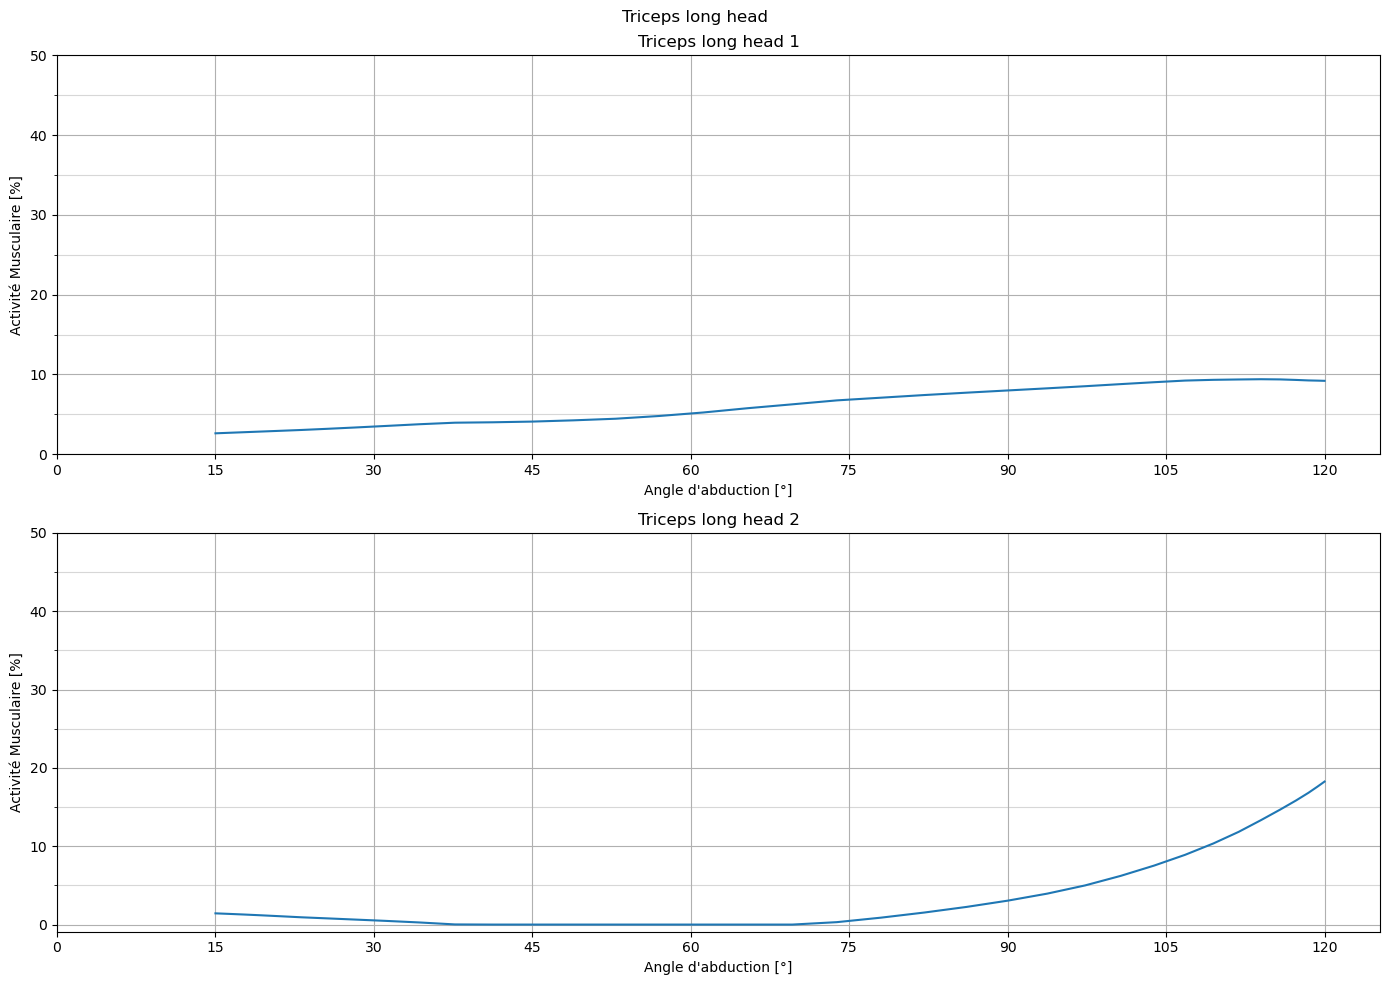 Triceps long head
Triceps long head 1
50
40
30
20
10
0
Activité Musculaire [%]
0 15 30 45 60 75 90 105 120
Angle d'abduction [°]
Triceps long head 2
50
40
30
20
10
0
Activité Musculaire [%]
0 15 30 45 60 75 90 105 120
Angle d'abduction [°]